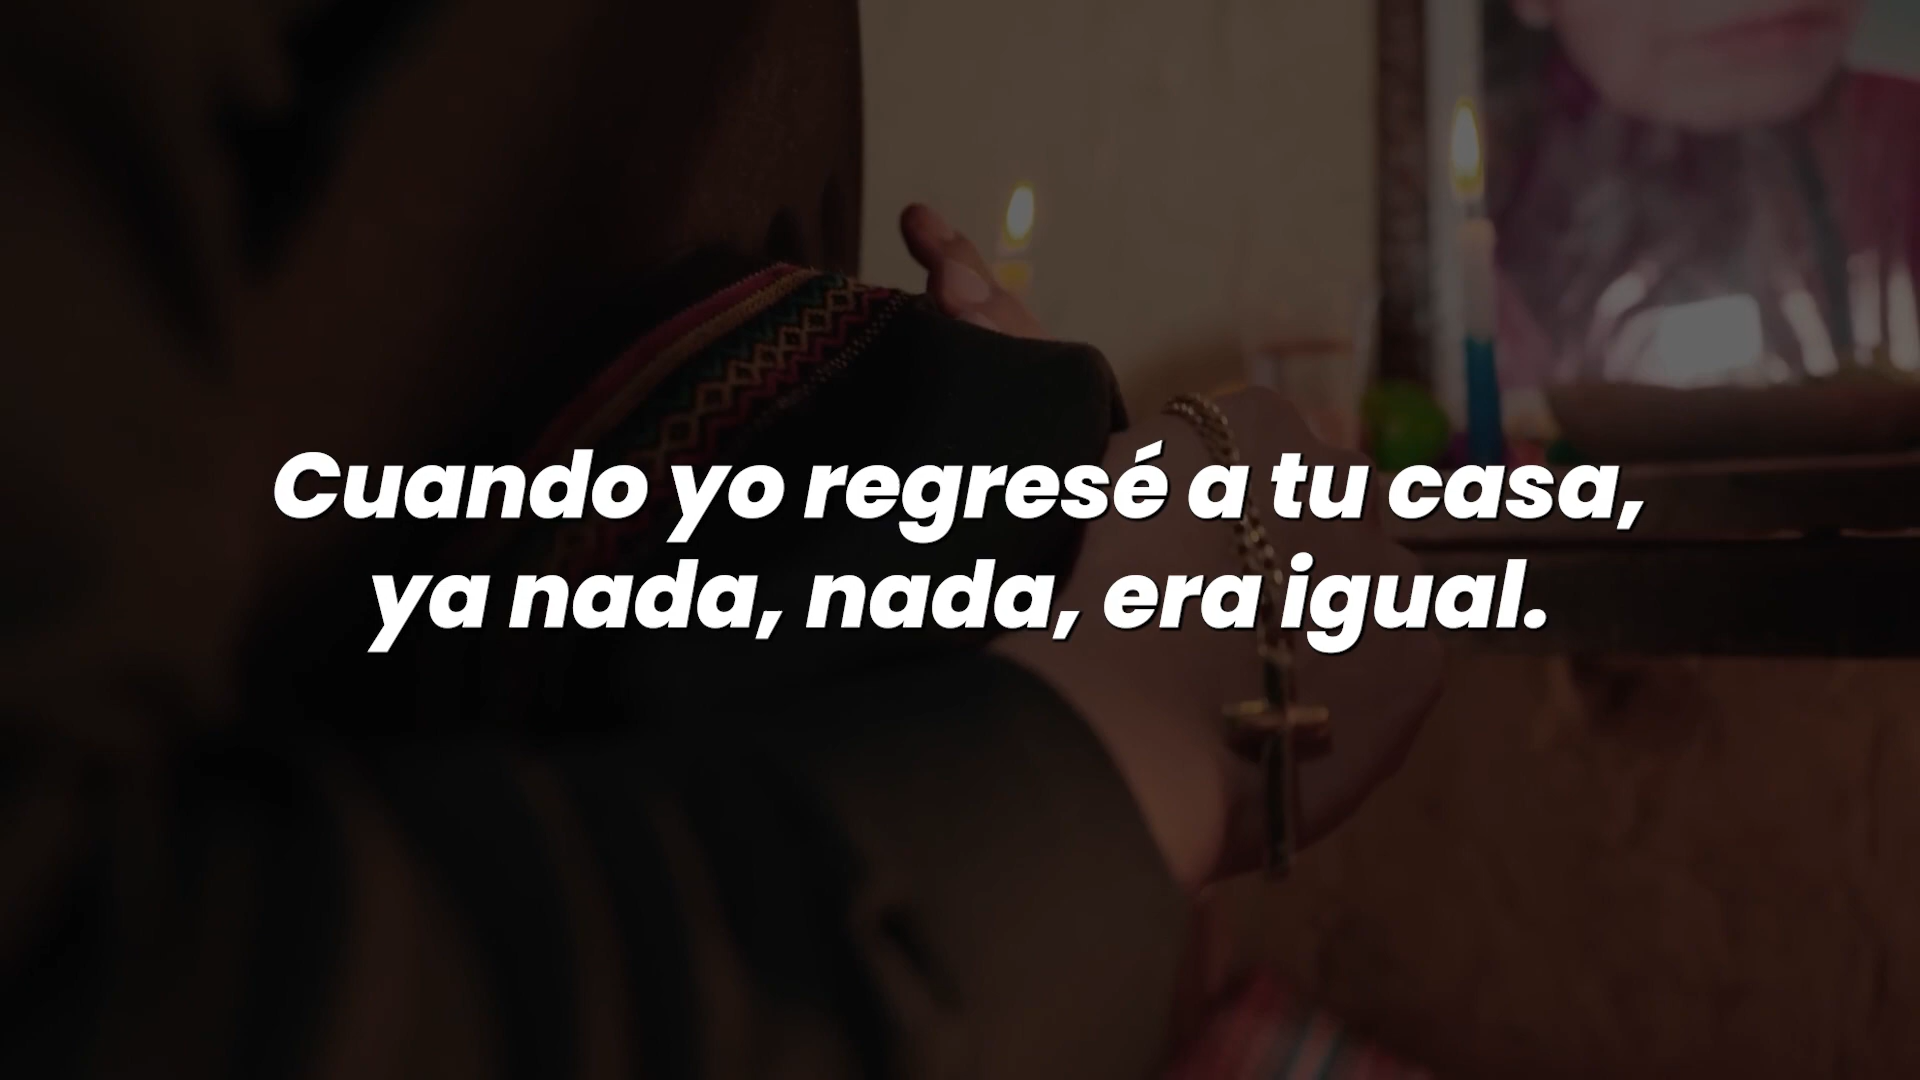 Cuando yo regresé a tu casa,
ya nada, nada, era igual.